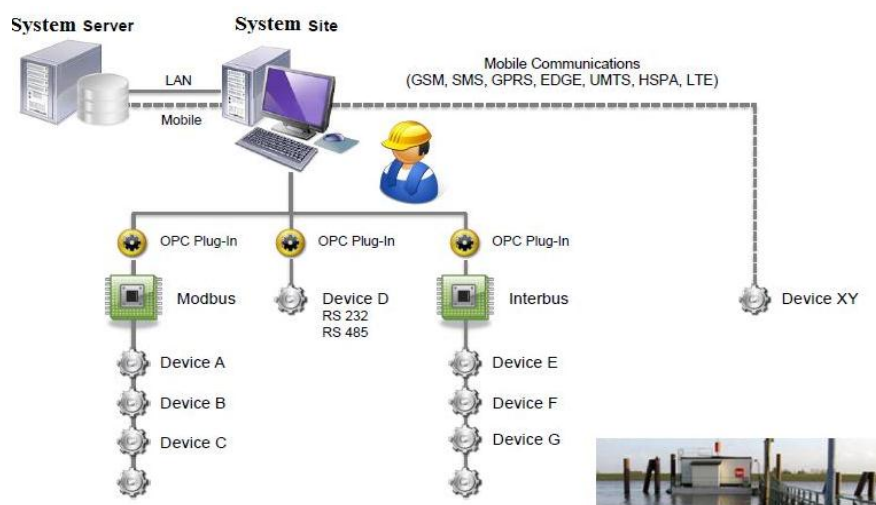 System Server
System Site
LAN
Mobile
Mobile Communications
(GSM, SMS, GPRS, EDGE, UMTS, HSPA, LTE)
OPC Plug-In
OPC Plug-In
OPC Plug-In
Modbus
Device D
RS 232
RS 485
Interbus
Device XY
Device A
Device B
Device C
Device E
Device F
Device G